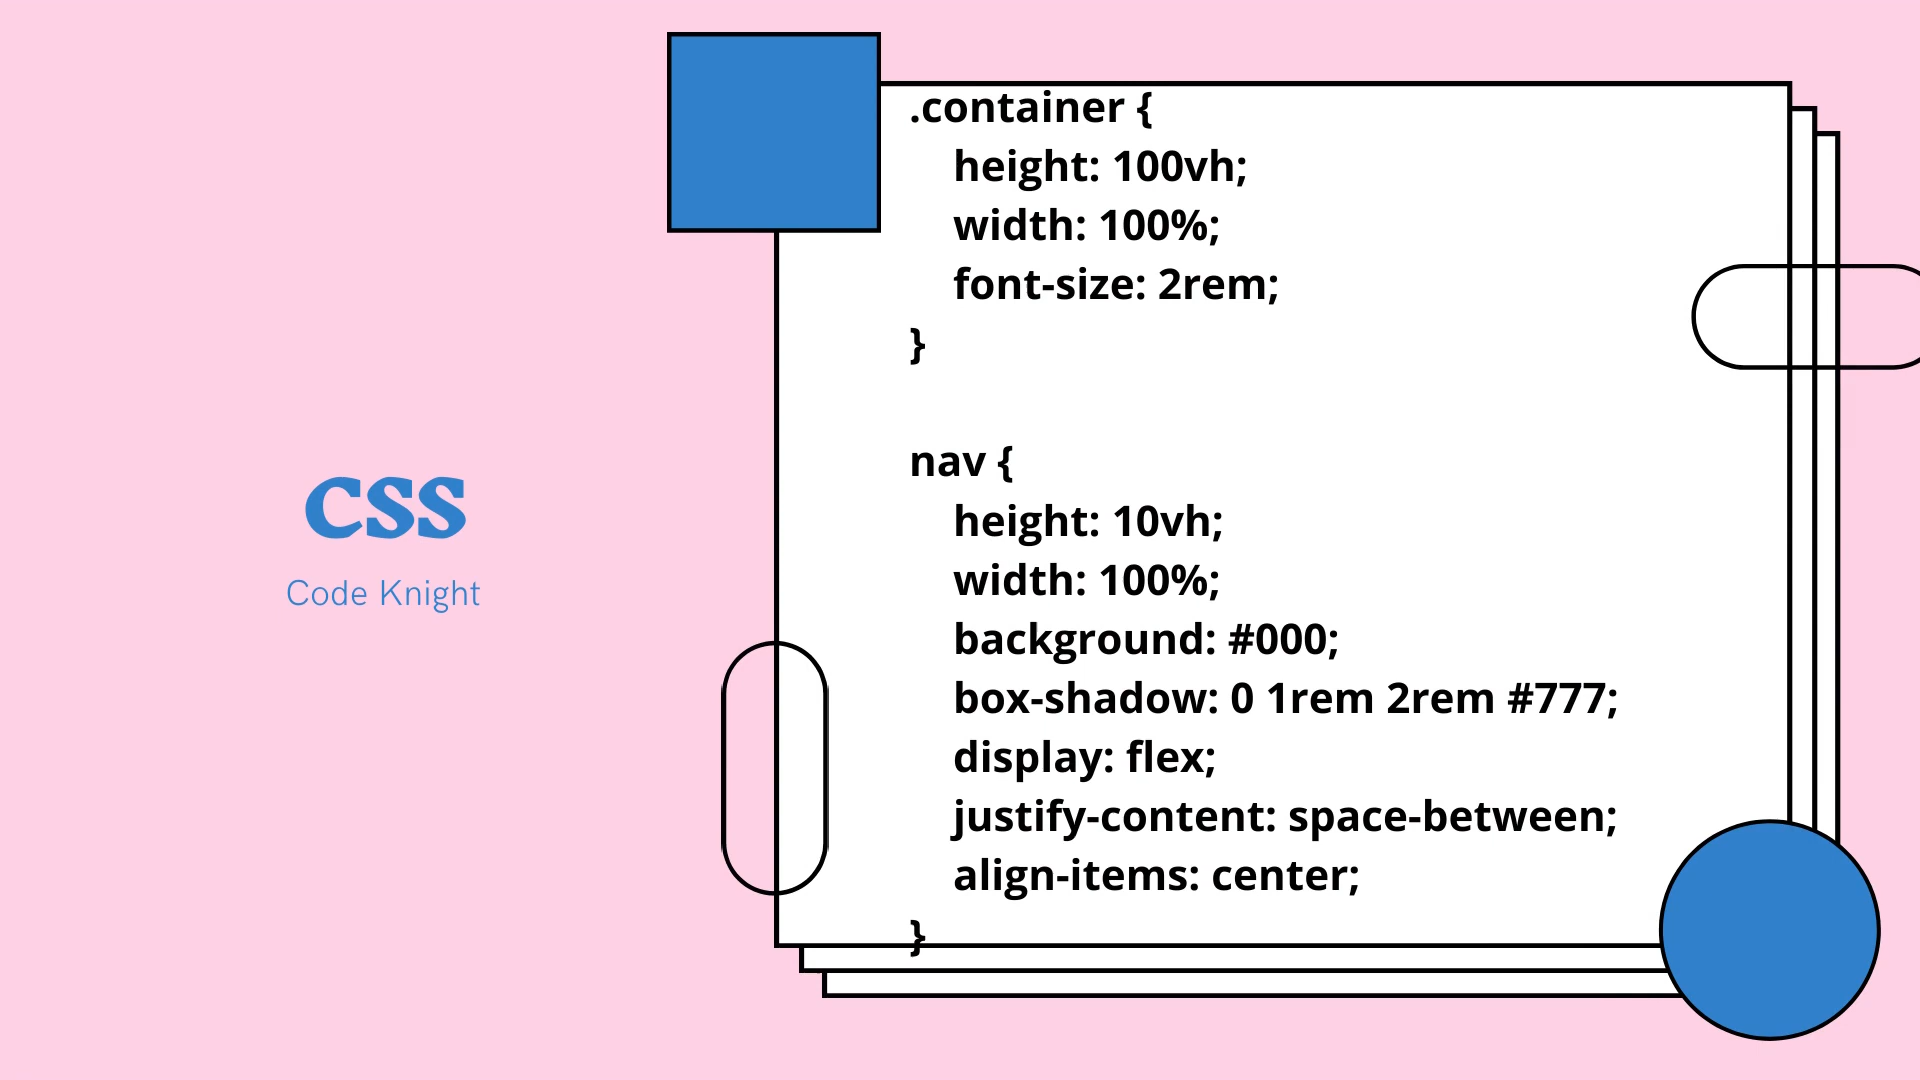 css
Code Knight
.container {
    height: 100vh;
    width: 100%;
    font-size: 2rem;
}

nav {
    height: 10vh;
    width: 100%;
    background: #000;
    box-shadow: 0 1rem 2rem #777;
    display: flex;
    justify-content: space-between;
    align-items: center;
}